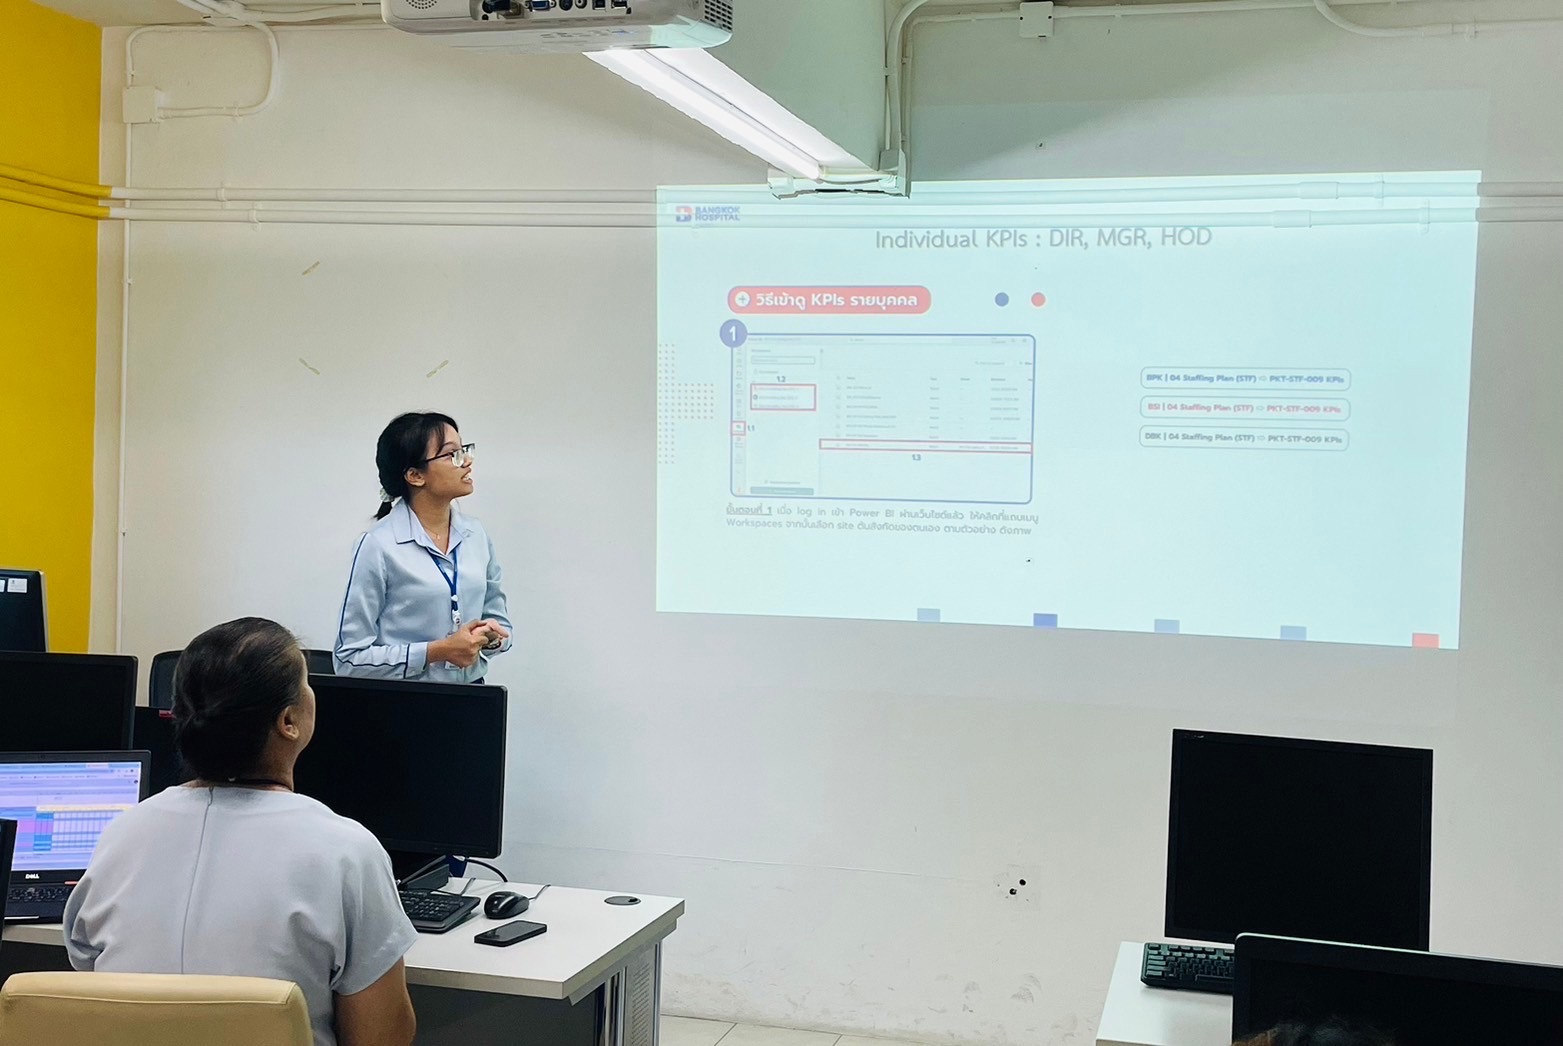 BANGKOK
HOSPITAL
Individual KPIs : DIR, MGR, HOD
วิธีเข้าดู KPIs รายบุคคล
1
1.2
1.1
1.3
BPK | 04 Staffing Plan (STF) ⇨ PKT-STF-009 KPIs
BSI | 04 Staffing Plan (STF) ⇨ PKT-STF-009 KPIs
DBK | 04 Staffing Plan (STF) ⇨ PKT-STF-009 KPIs
ขั้นตอนที่ 1 เมื่อ log in เข้า Power BI ผ่านเว็บไซต์แล้ว ให้คลิกที่แถบเมนู
Workspaces จากนั้นเลือก site ต้นสังกัดของตนเอง ตามตัวอย่าง ดังภาพ
DELL